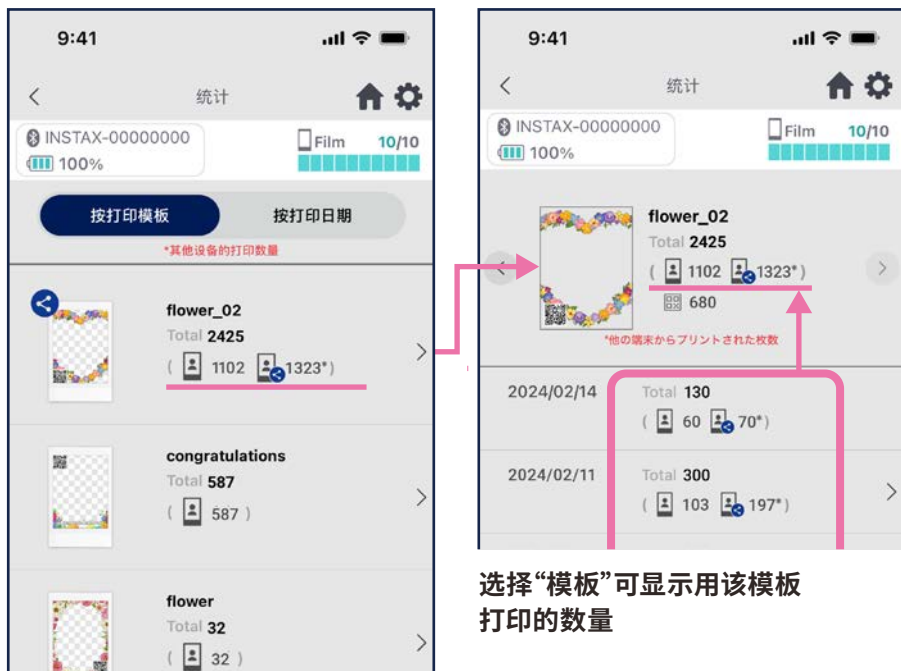 9:41
统计
INSTAX-00000000
100%
Film 10/10
按打印模板
按打印日期
*其他设备的打印数量
flower_02
Total 2425
( 1102 1323*)
congratulations
Total 587
( 587 )
flower
Total 32
( 32 )
9:41
统计
INSTAX-00000000
100%
Film 10/10
flower_02
Total 2425
( 1102 1323*)
680
*他の端末からプリントされた枚数
2024/02/14 Total 130
( 60 70*)
2024/02/11 Total 300
( 103 197*)
选择“模板”可显示用该模板
打印的数量